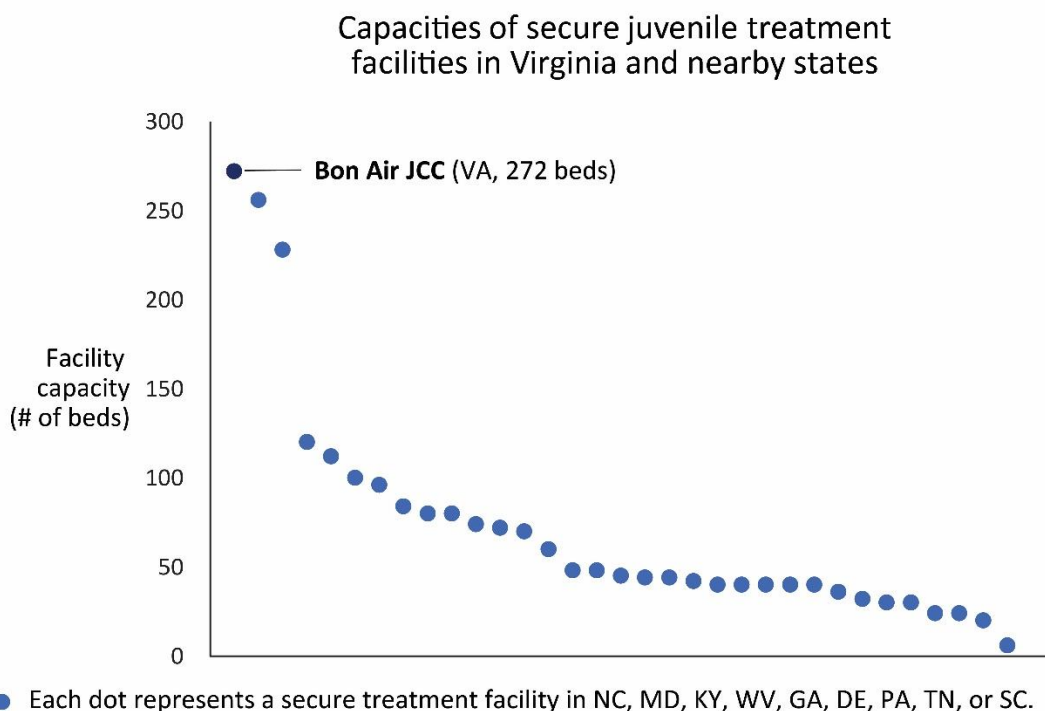 Capacities of secure juvenile treatment
facilities in Virginia and nearby states
300
Bon Air JCC (VA, 272 beds)
250
200
Facility
capacity
(# of beds)
150
100
50
0
Each dot represents a secure treatment facility in NC, MD, KY, WV, GA, DE, PA, TN, or SC.